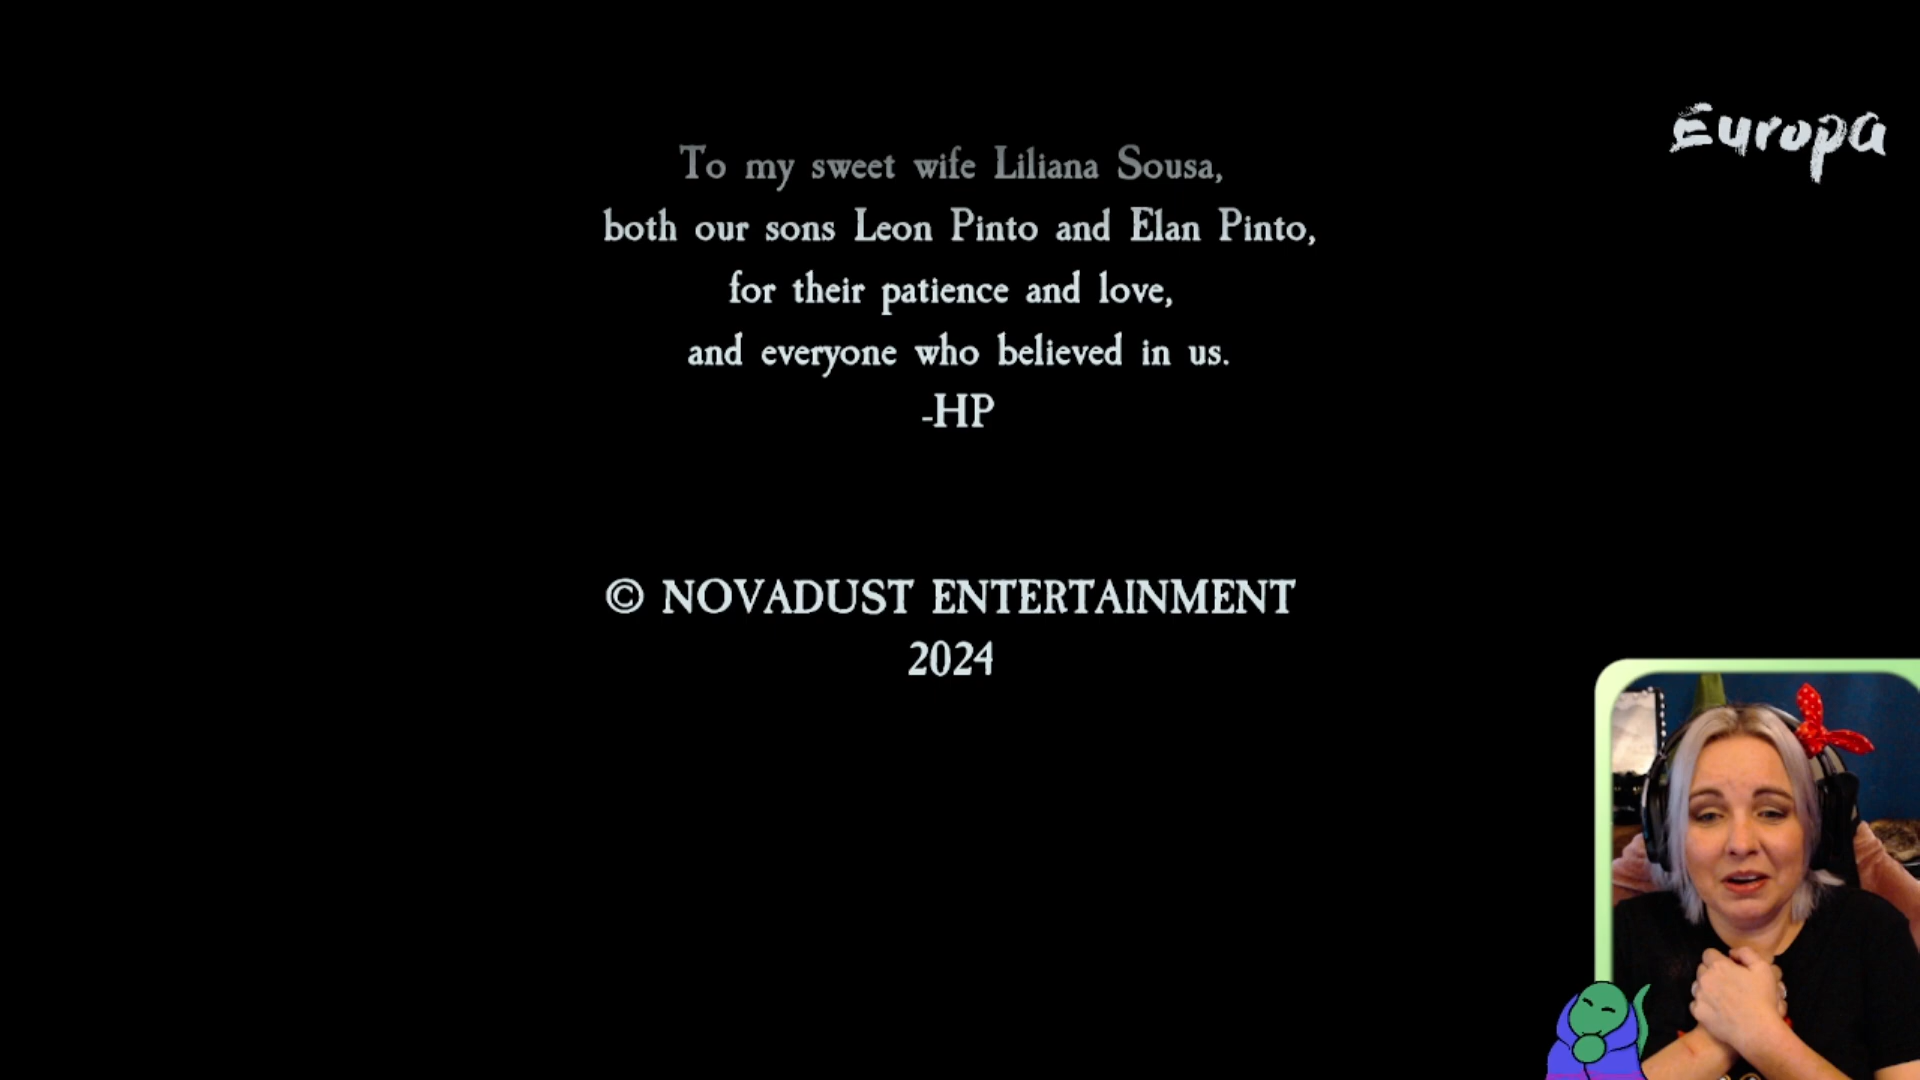 Europa
To my sweet wife Liliana Sousa,
both our sons Leon Pinto and Elan Pinto,
for their patience and love,
and everyone who believed in us.
-HP
© NOVADUST ENTERTAINMENT
2024